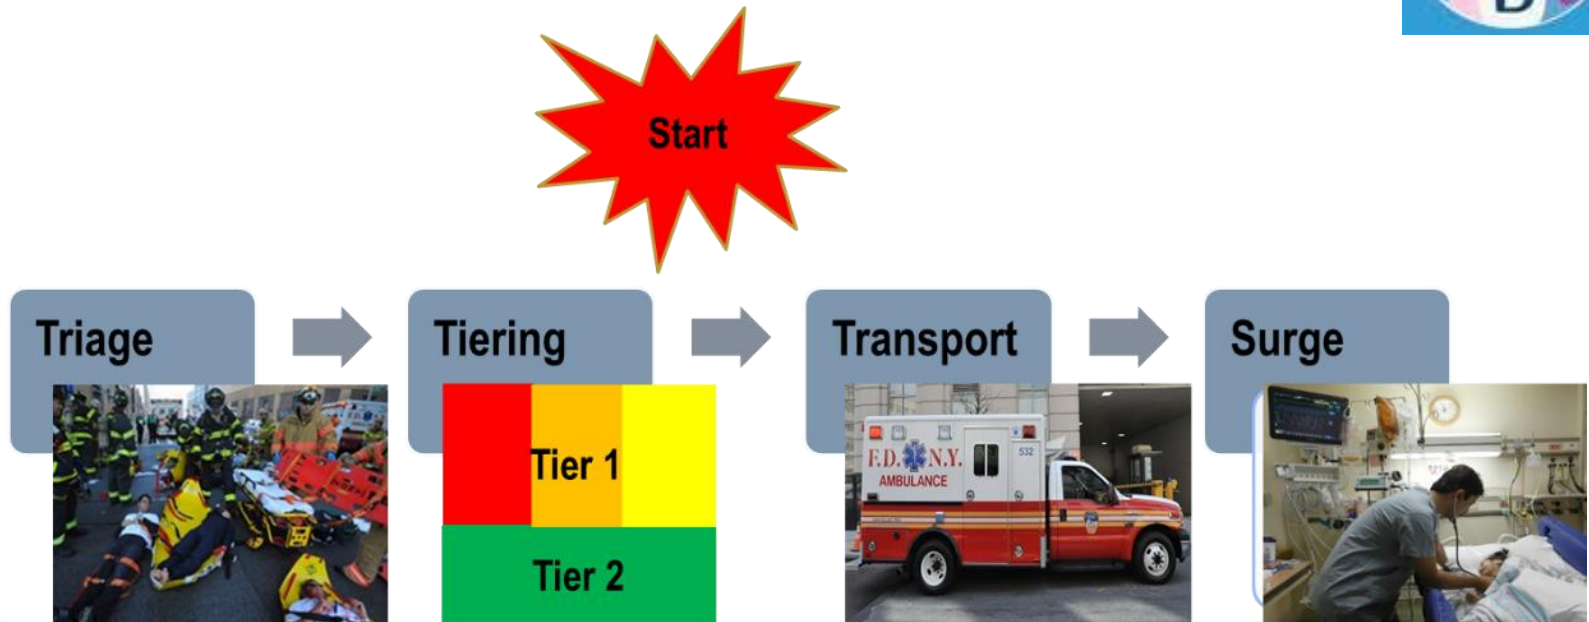 Start
Triage
Tiering
Transport
Surge
Tier 1
Tier 2
F.D. N.Y.
AMBULANCE
532